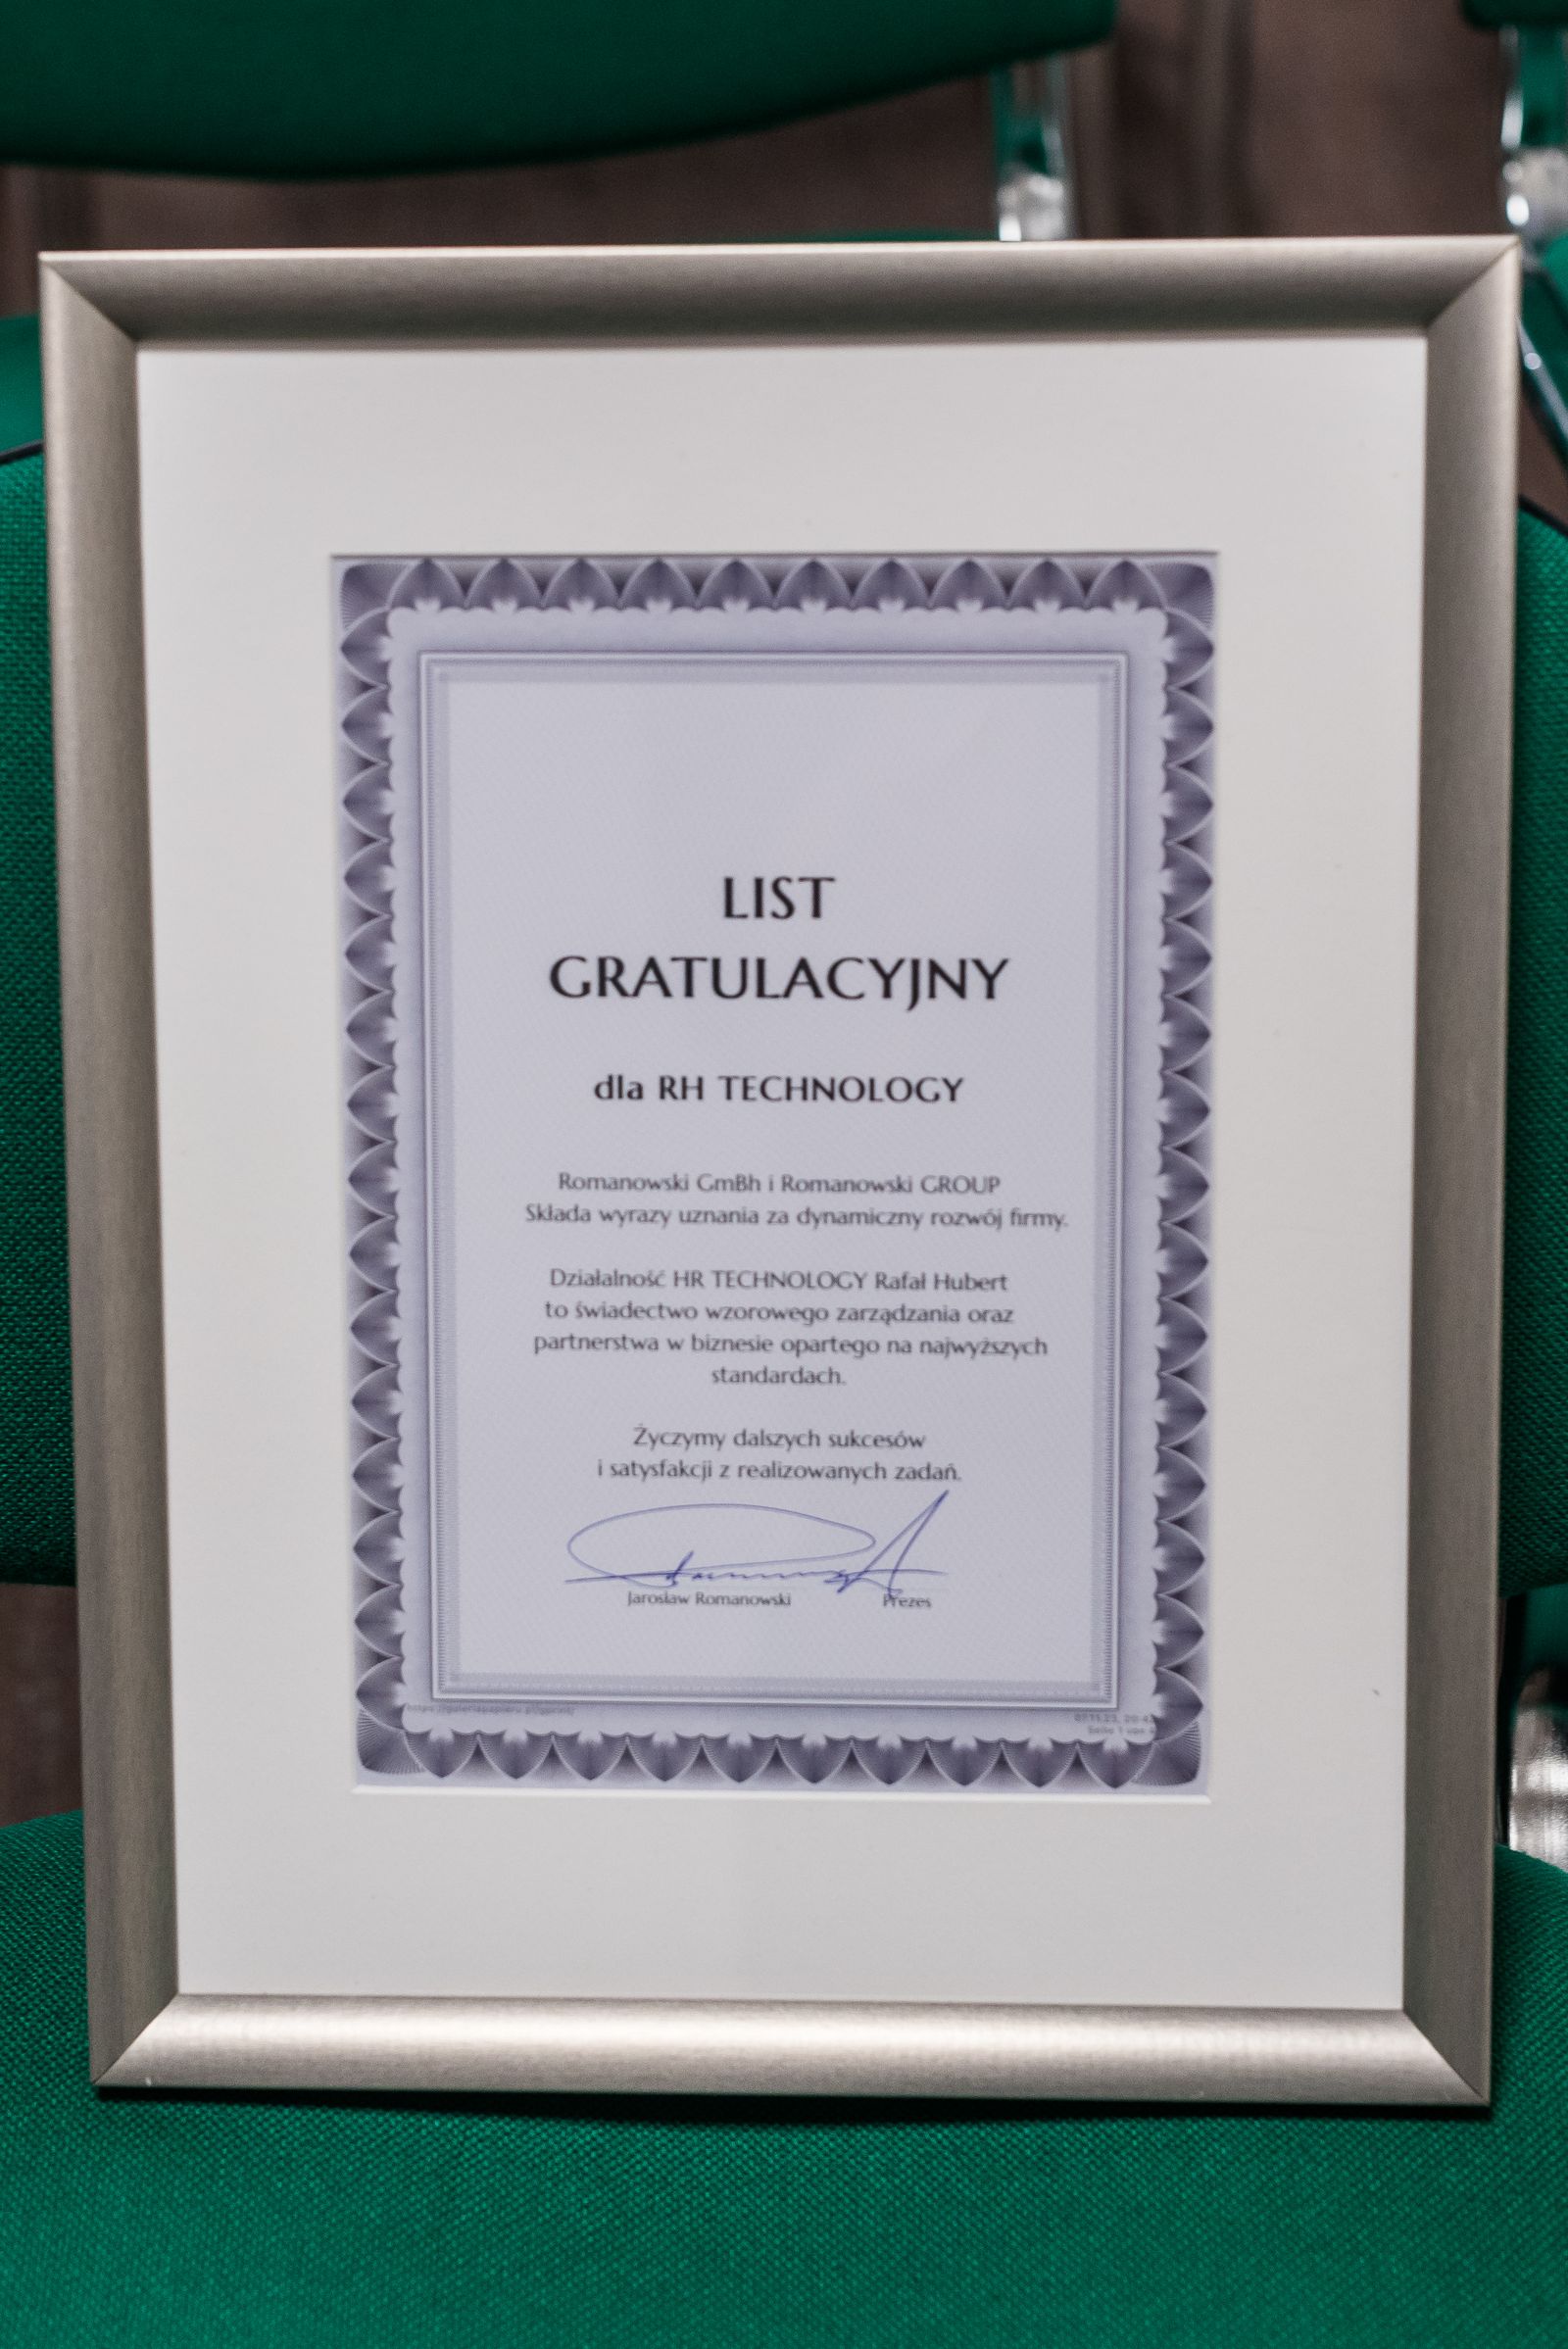 LIST
GRATULACYJNY
dla RH TECHNOLOGY
Romanowski GmBh i Romanowski GROUP
Składa wyrazy uznania za dynamiczny rozwój firmy.
Działalność HR TECHNOLOGY Rafał Hubert
to świadectwo wzorowego zarządzania oraz
partnerstwa w biznesie opartego na najwyższych
standardach.
Życzymy dalszych sukcesów
i satysfakcji z realizowanych zadań.
Jarosław Romanowski Prezes